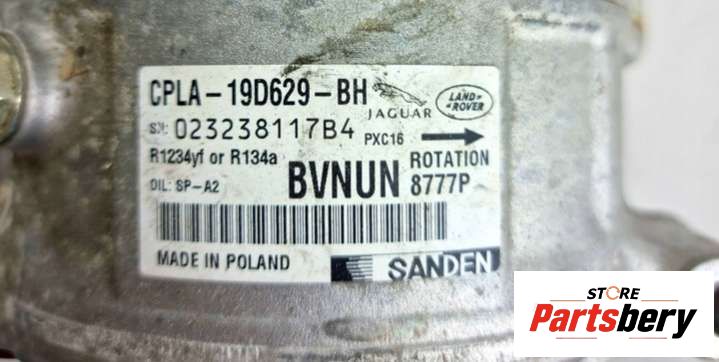 CPLA-19D629-BH
JAGUAR
LAND-
-ROVER
SN: 023238117B4
PXC16
R1234yf or R134a
ROTATION
OIL: SP-A2
BVNUN
8777P
MADE IN POLAND
SANDEN
STORE
Partsbery